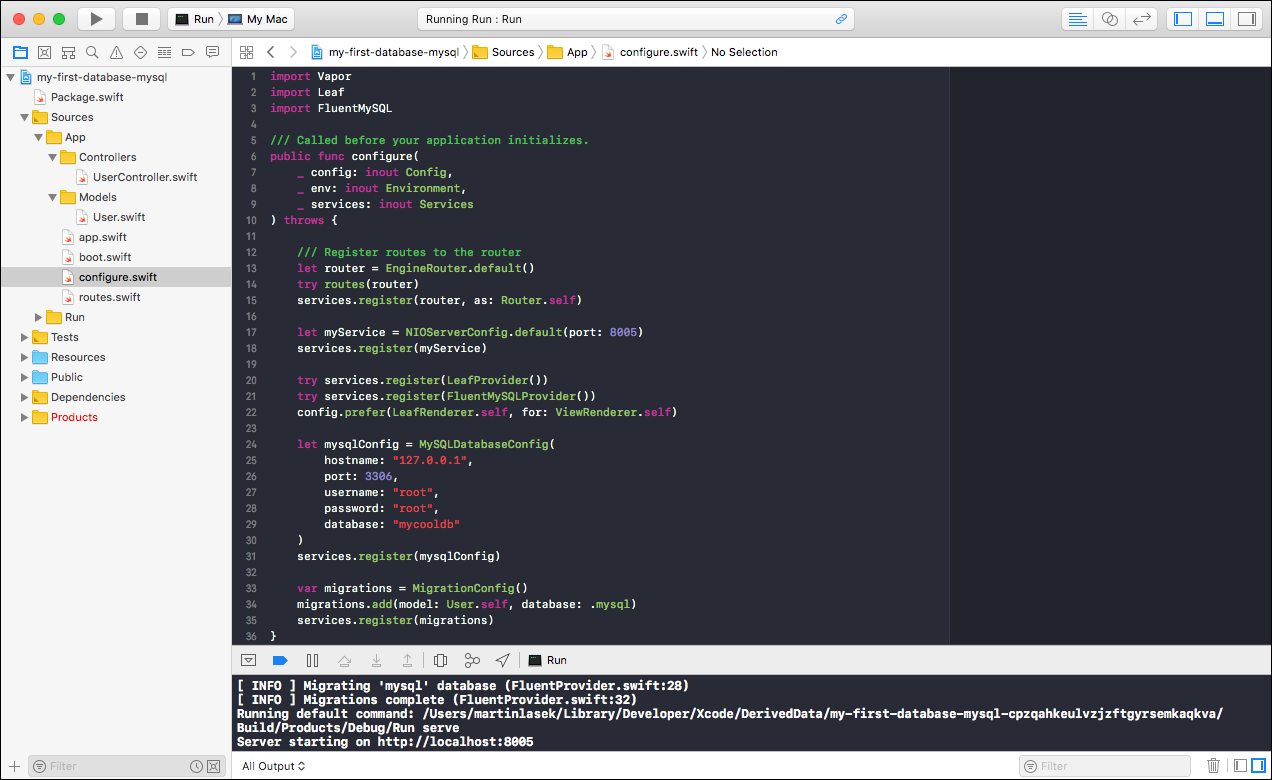 Run
My Mac
Running Run : Run
my-first-database-mysql
Sources
App
configure.swift
No Selection
my-first-database-mysql
Package.swift
Sources
App
Controllers
UserController.swift
Models
User.swift
app.swift
boot.swift
configure.swift
routes.swift
Run
Tests
Resources
Public
Dependencies
Products
1 import Vapor
2 import Leaf
3 import FluentMySQL
4
5 /// Called before your application initializes.
6 public func configure(
7     _ config: inout Config,
8     _ env: inout Environment,
9     _ services: inout Services
10 ) throws {
11
12     /// Register routes to the router
13     let router = EngineRouter.default()
14     try routes(router)
15     services.register(router, as: Router.self)
16
17     let myService = NIOServerConfig.default(port: 8005)
18     services.register(myService)
19
20     try services.register(LeafProvider())
21     try services.register(FluentMySQLProvider())
22     config.prefer(LeafRenderer.self, for: ViewRenderer.self)
23
24     let mysqlConfig = MySQLDatabaseConfig(
25         hostname: "127.0.0.1",
26         port: 3306,
27         username: "root",
28         password: "root",
29         database: "mycooldb"
30     )
31     services.register(mysqlConfig)
32
33     var migrations = MigrationConfig()
34     migrations.add(model: User.self, database: .mysql)
35     services.register(migrations)
36 }
Run
[ INFO ] Migrating 'mysql' database (FluentProvider.swift:28)
[ INFO ] Migrations complete (FluentProvider.swift:32)
Running default command: /Users/martinlasek/Library/Developer/Xcode/DerivedData/my-first-database-mysql-cpzqahkeulvzjzftgyrsemkaqkva/
Build/Products/Debug/Run serve
Server starting on http://localhost:8005
Filter
All Output
Filter